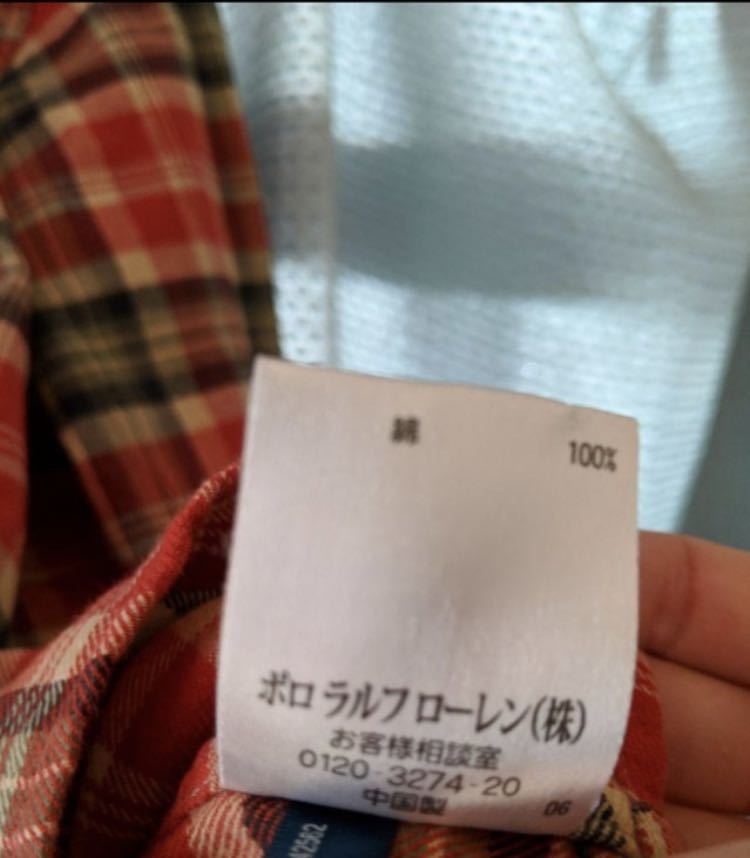 綿 100%
ポロ ラルフ ローレン(株)
お客様相談室
0120-3274-20
中国製 06
42562